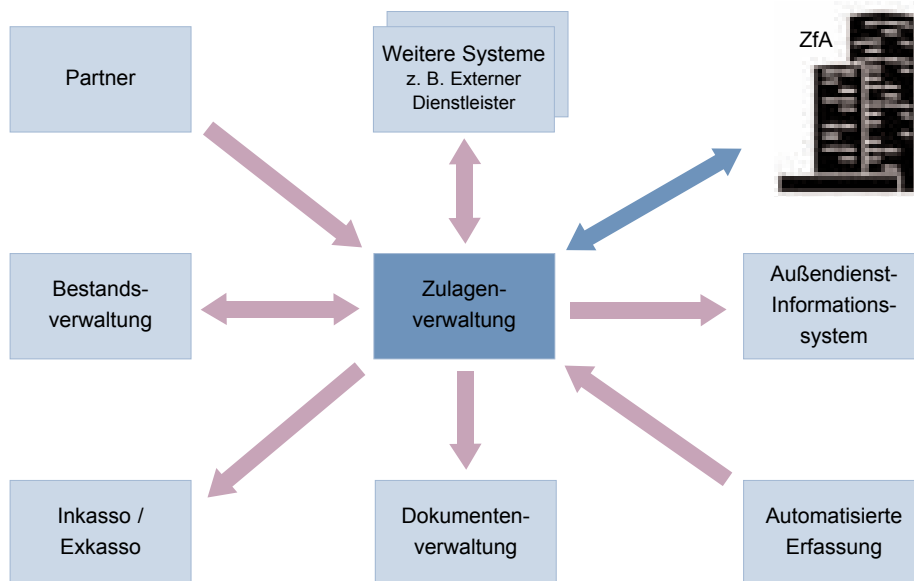 Partner
Weitere Systeme
z. B. Externer
Dienstleister
ZfA
Bestands-
verwaltung
Zulagen-
verwaltung
Außendienst-
Informations-
system
Inkasso /
Exkasso
Dokumenten-
verwaltung
Automatisierte
Erfassung